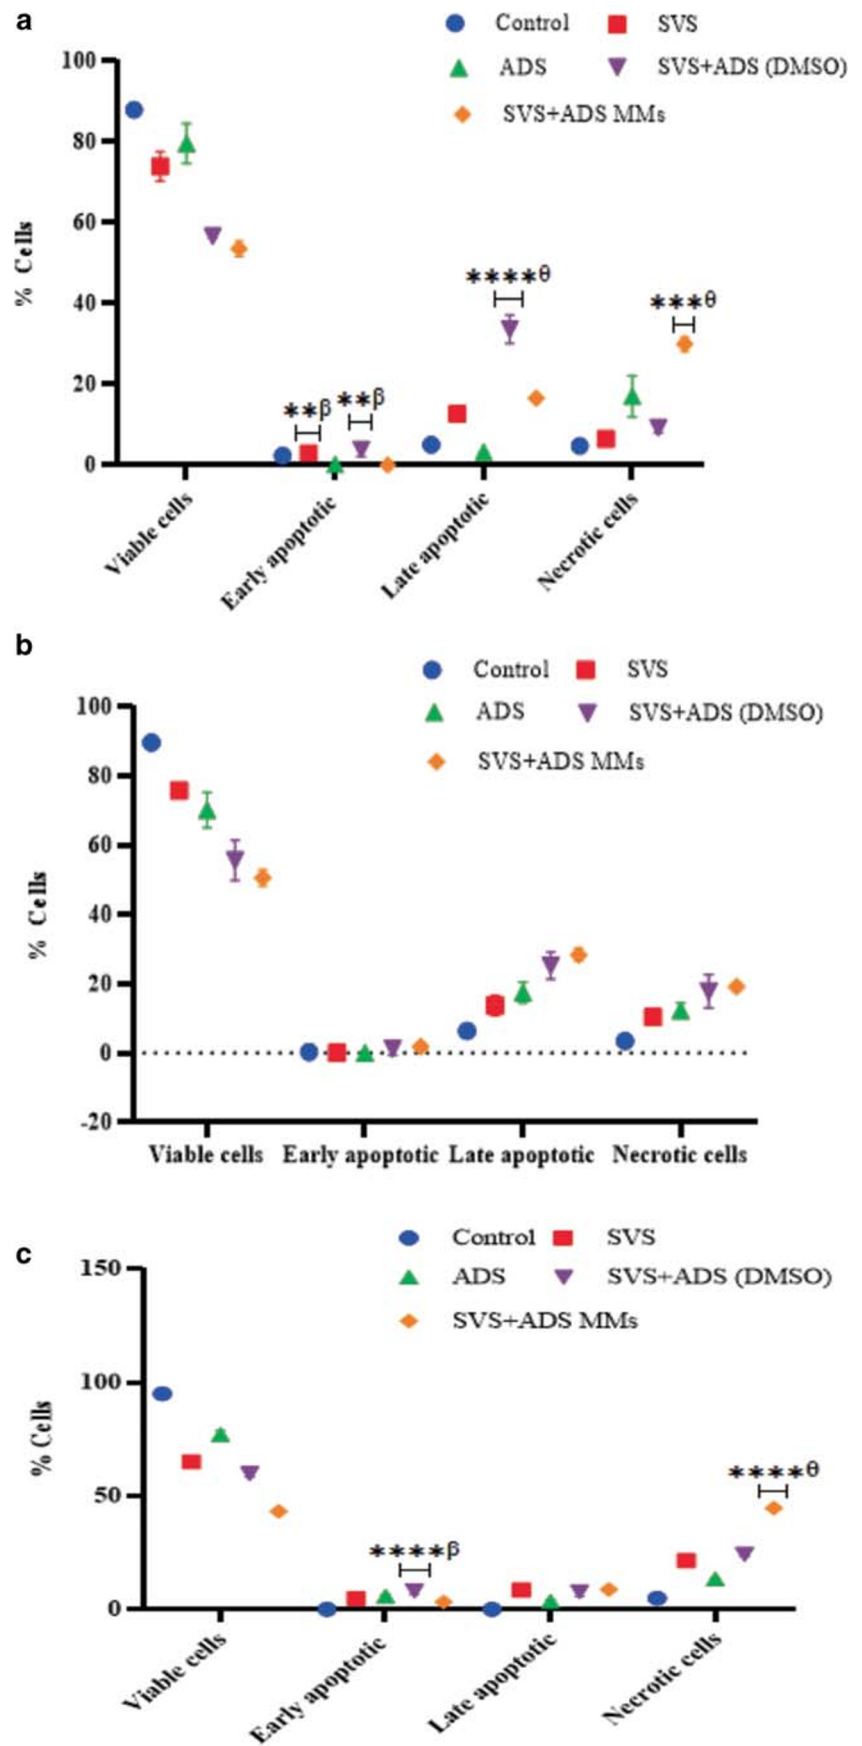 a
Control SVS
ADS SVS+ADS (DMSO)
SVS+ADS MMs
100
80
60
40
20
0
% Cells
****θ
***θ
**β **β
Viable cells
Early apoptotic
Late apoptotic
Necrotic cells
b
Control SVS
ADS SVS+ADS (DMSO)
SVS+ADS MMs
100
80
60
40
20
0
-20
% Cells
Viable cells Early apoptotic Late apoptotic Necrotic cells
c
Control SVS
ADS SVS+ADS (DMSO)
SVS+ADS MMs
150
100
50
0
% Cells
****θ
****β
Viable cells
Early apoptotic
Late apoptotic
Necrotic cells